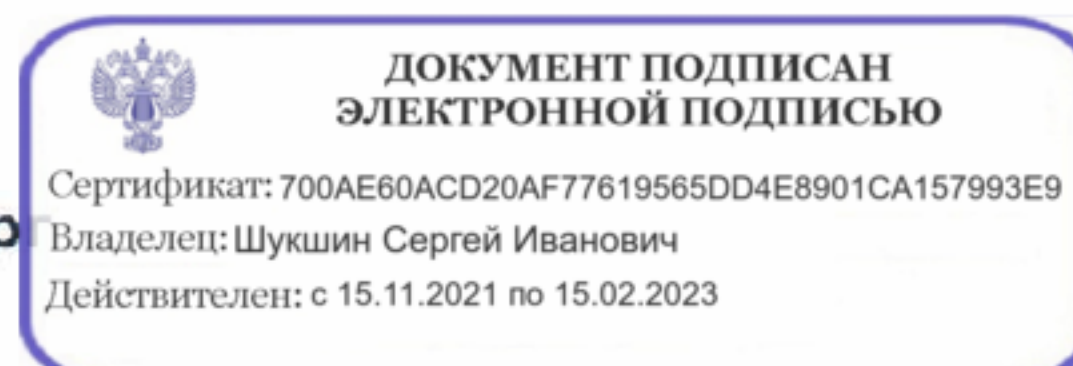 ДОКУМЕНТ ПОДПИСАН
ЭЛЕКТРОННОЙ ПОДПИСЬЮ
Сертификат: 700AE60ACD20AF77619565DD4E8901CA157993E9
Владелец: Шукшин Сергей Иванович
Действителен: с 15.11.2021 по 15.02.2023